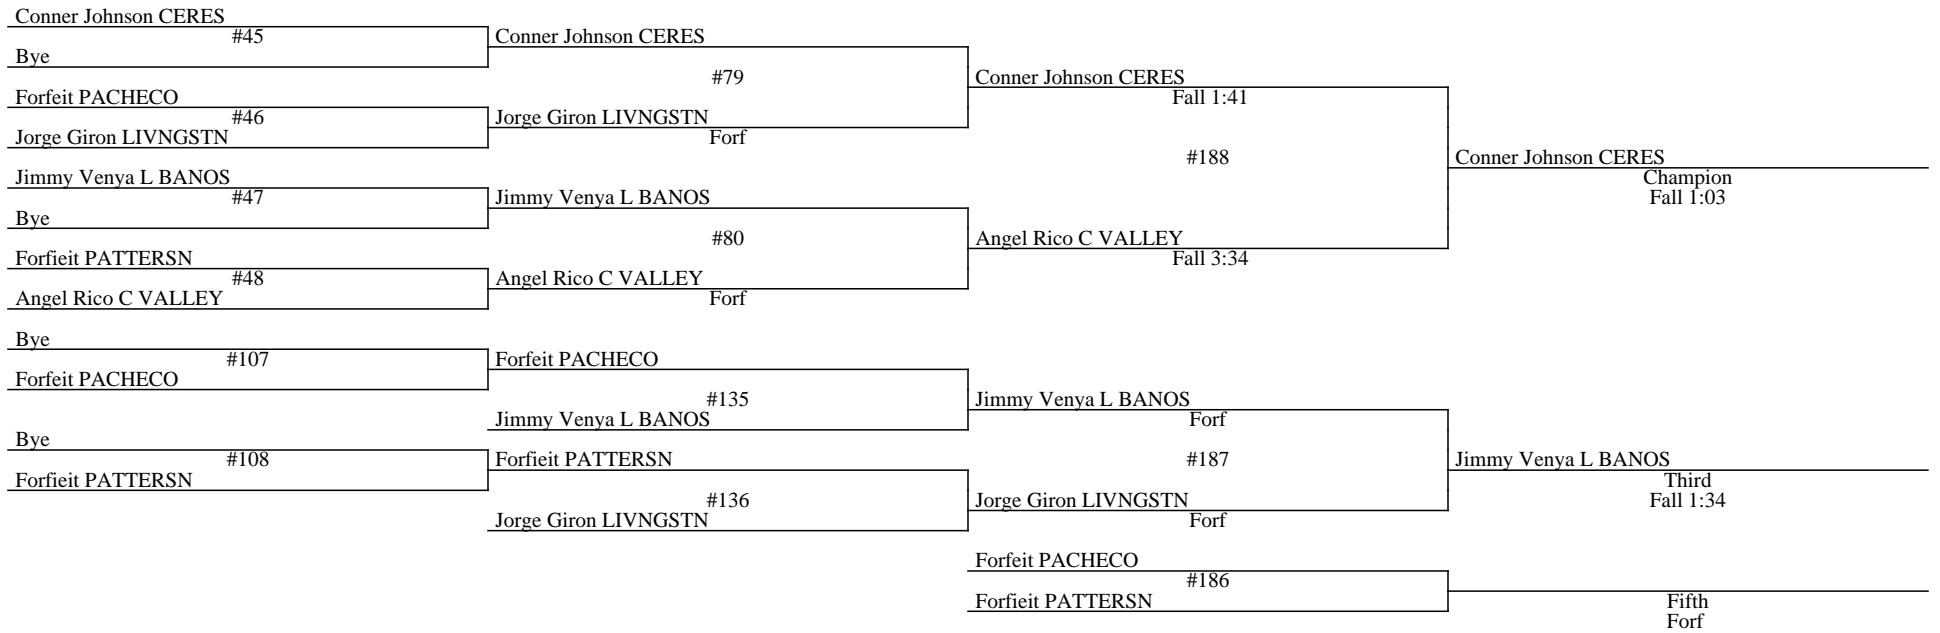 Conner Johnson CERES
#45
Bye
Conner Johnson CERES
#79
Forfeit PACHECO
#46
Jorge Giron LIVNGSTN
Jorge Giron LIVNGSTN
Forf
Conner Johnson CERES
Fall 1:41
#188
Conner Johnson CERES
Champion
Fall 1:03
Jimmy Venya L BANOS
#47
Bye
Jimmy Venya L BANOS
#80
Forfieit PATTERSN
#48
Angel Rico C VALLEY
Angel Rico C VALLEY
Forf
Angel Rico C VALLEY
Fall 3:34
Bye
#107
Forfeit PACHECO
Forfeit PACHECO
#135
Jimmy Venya L BANOS
Jimmy Venya L BANOS
Forf
Bye
#108
Forfieit PATTERSN
Forfieit PATTERSN
#136
Jorge Giron LIVNGSTN
#187
Jorge Giron LIVNGSTN
Forf
Jimmy Venya L BANOS
Third
Fall 1:34
Forfeit PACHECO
#186
Forfieit PATTERSN
Fifth
Forf